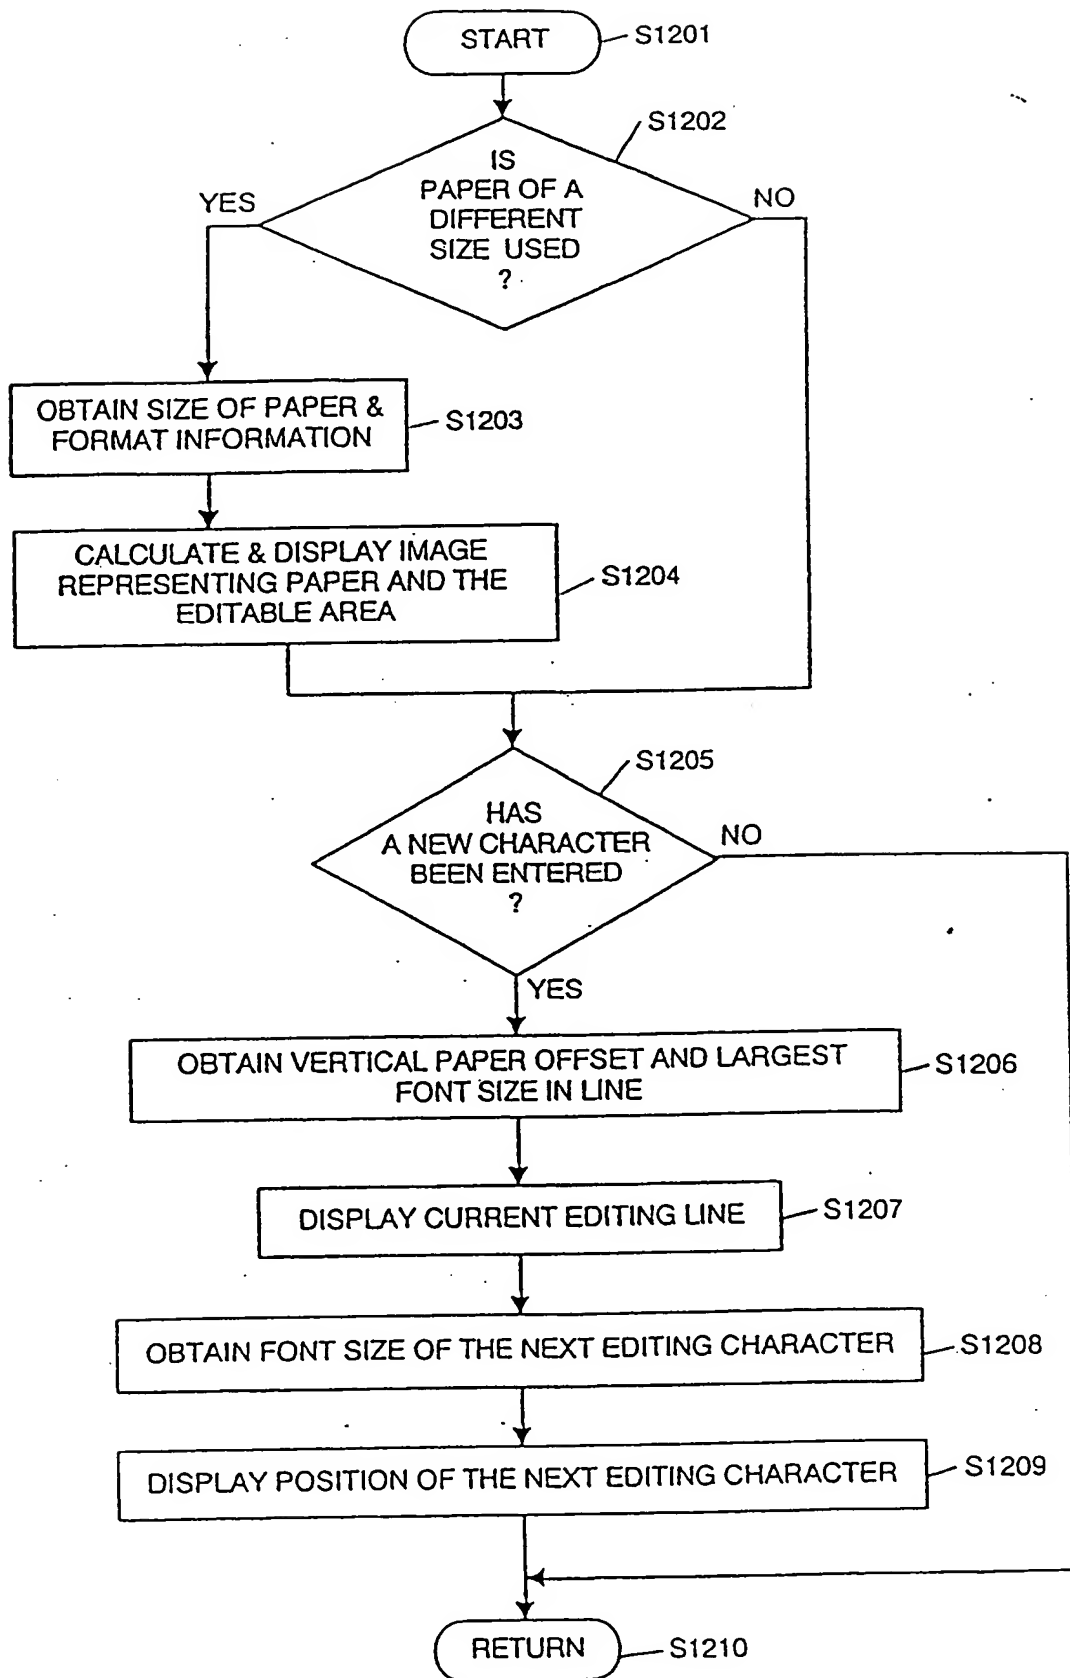 START
S1201
S1202
IS
PAPER OF A
DIFFERENT
SIZE USED
?
YES
NO
OBTAIN SIZE OF PAPER &
FORMAT INFORMATION
S1203
CALCULATE & DISPLAY IMAGE
REPRESENTING PAPER AND THE
EDITABLE AREA
S1204
S1205
HAS
A NEW CHARACTER
BEEN ENTERED
?
NO
YES
OBTAIN VERTICAL PAPER OFFSET AND LARGEST
FONT SIZE IN LINE
S1206
DISPLAY CURRENT EDITING LINE
S1207
OBTAIN FONT SIZE OF THE NEXT EDITING CHARACTER
S1208
DISPLAY POSITION OF THE NEXT EDITING CHARACTER
S1209
RETURN
S1210